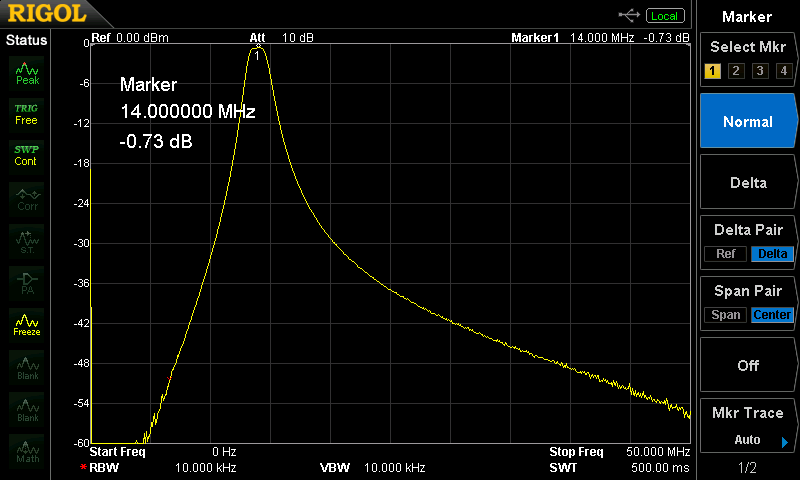 RIGOL
Local
Marker
Status
Ref 0.00 dBm Att 10 dB Marker1 14.000 MHz -0.73 dB
Select Mkr
1 2 3 4
Peak
TRIG
Free
SWP
Cont
Corr
S.T.
PA
Freeze
Blank
Blank
Math
0
-6
-12
-18
-24
-30
-36
-42
-48
-54
-60
1
Marker
14.000000 MHz
-0.73 dB
Normal
Delta
Delta Pair
Ref Delta
Span Pair
Span Center
Off
Mkr Trace
Auto
1/2
Start Freq 0 Hz Stop Freq 50.000 MHz
RBW 10.000 kHz VBW 10.000 kHz SWT 500.00 ms